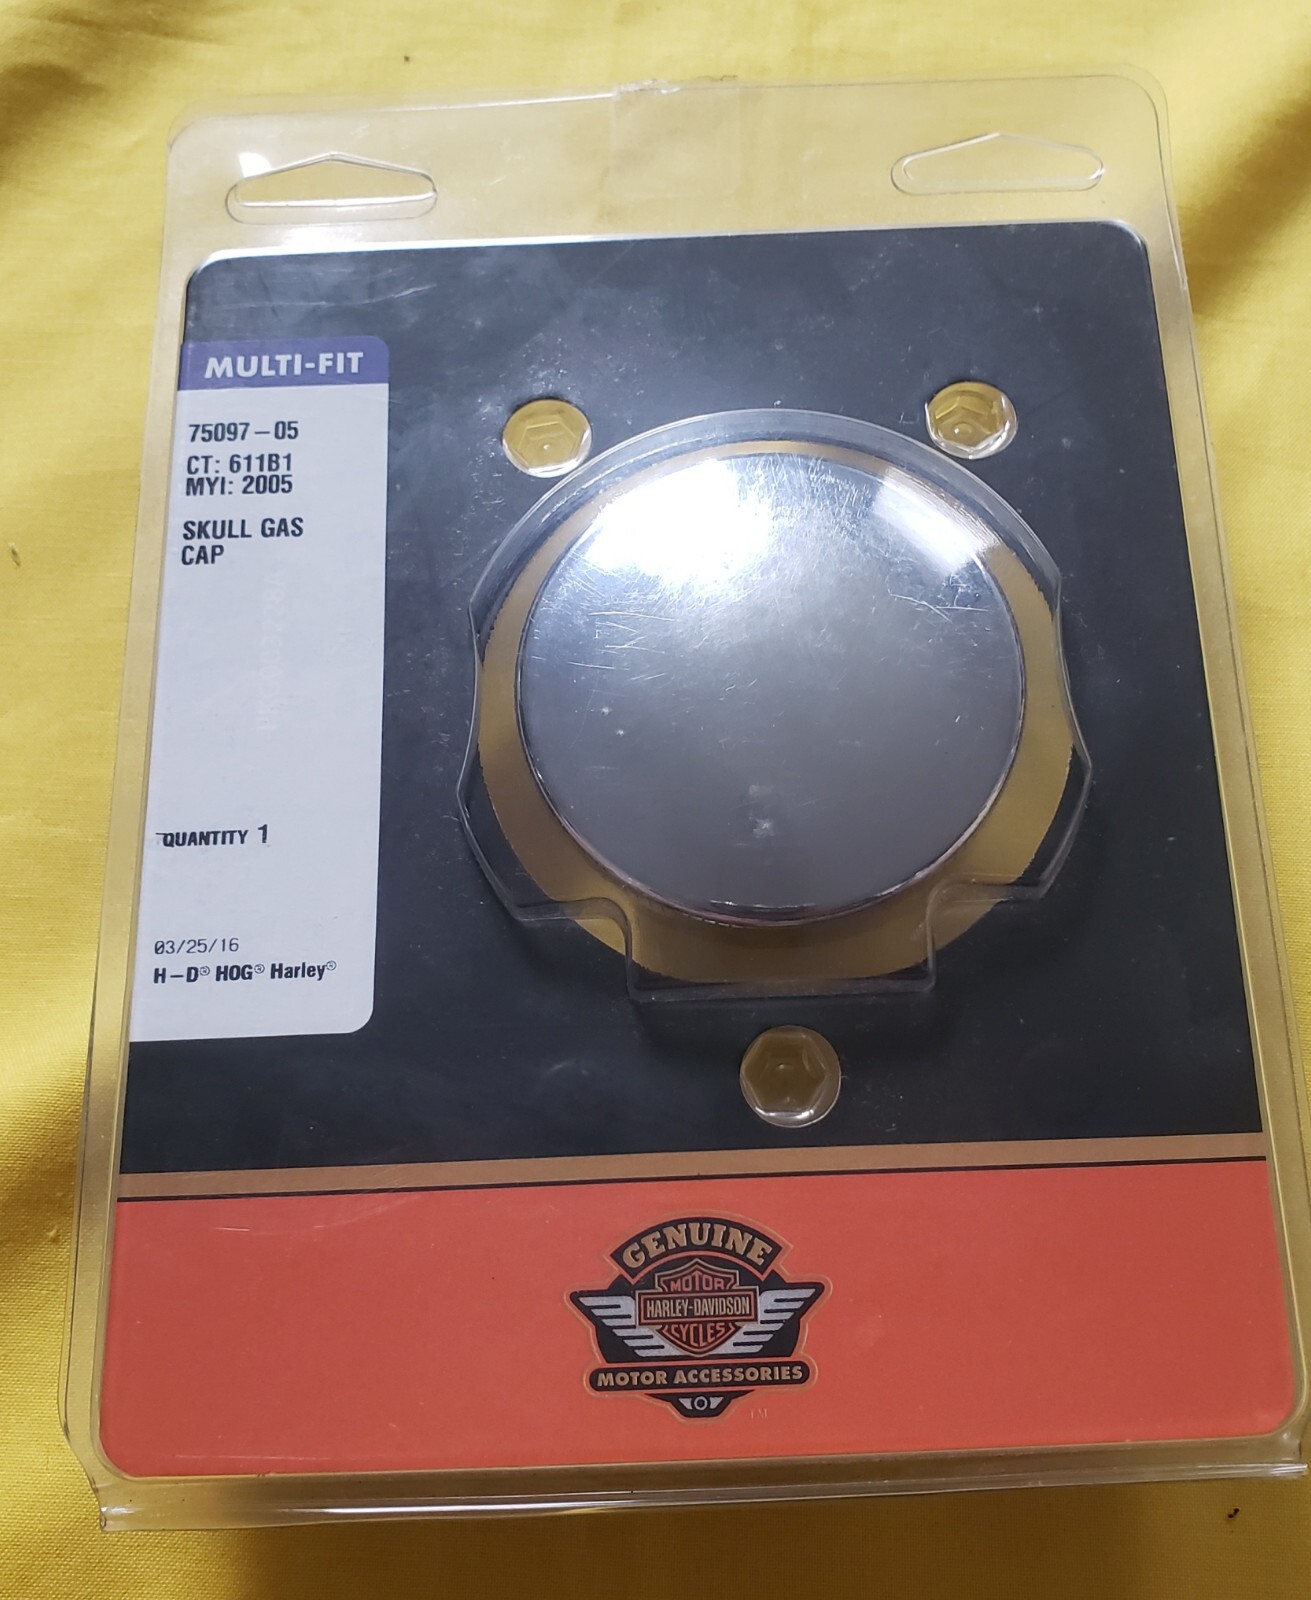 MULTI-FIT
75097-05
CT: 611B1
MYI: 2005
SKULL GAS
CAP
QUANTITY 1
03/25/16
H-D® HOG® Harley®
GENUINE
MOTOR
HARLEY-DAVIDSON
CYCLES
MOTOR ACCESSORIES
TM